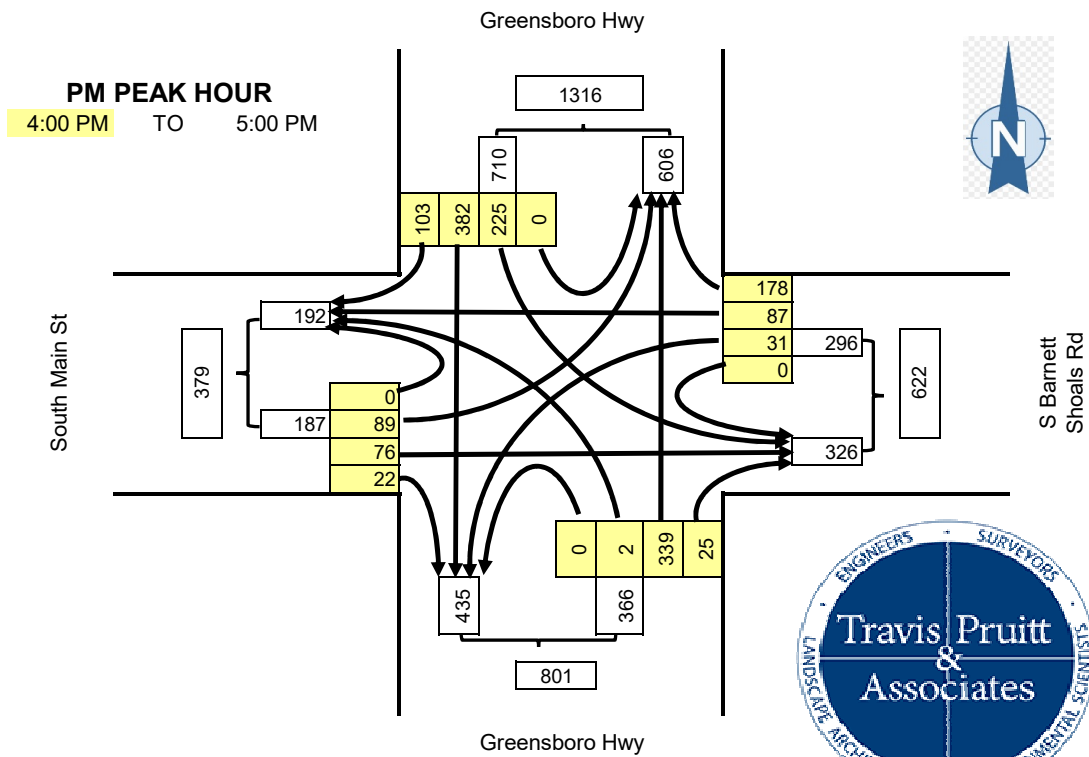 Greensboro Hwy
PM PEAK HOUR
4:00 PM TO 5:00 PM
1316
710
606
103 382 225 0
N
South Main St
379
192
187
0
89
76
22
178
87
31
0
296
326
622
S Barnett
Shoals Rd
0 2 339 25
435
366
801
Greensboro Hwy
ENGINEERS · SURVEYORS ·
Travis Pruitt
&
Associates